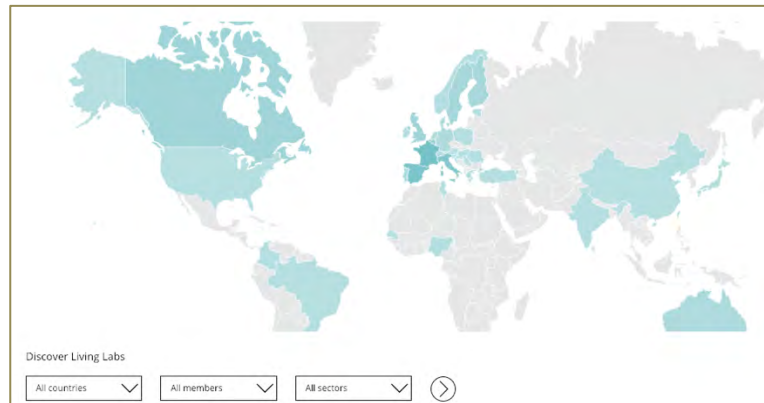 Discover Living Labs
All countries
All members
All sectors